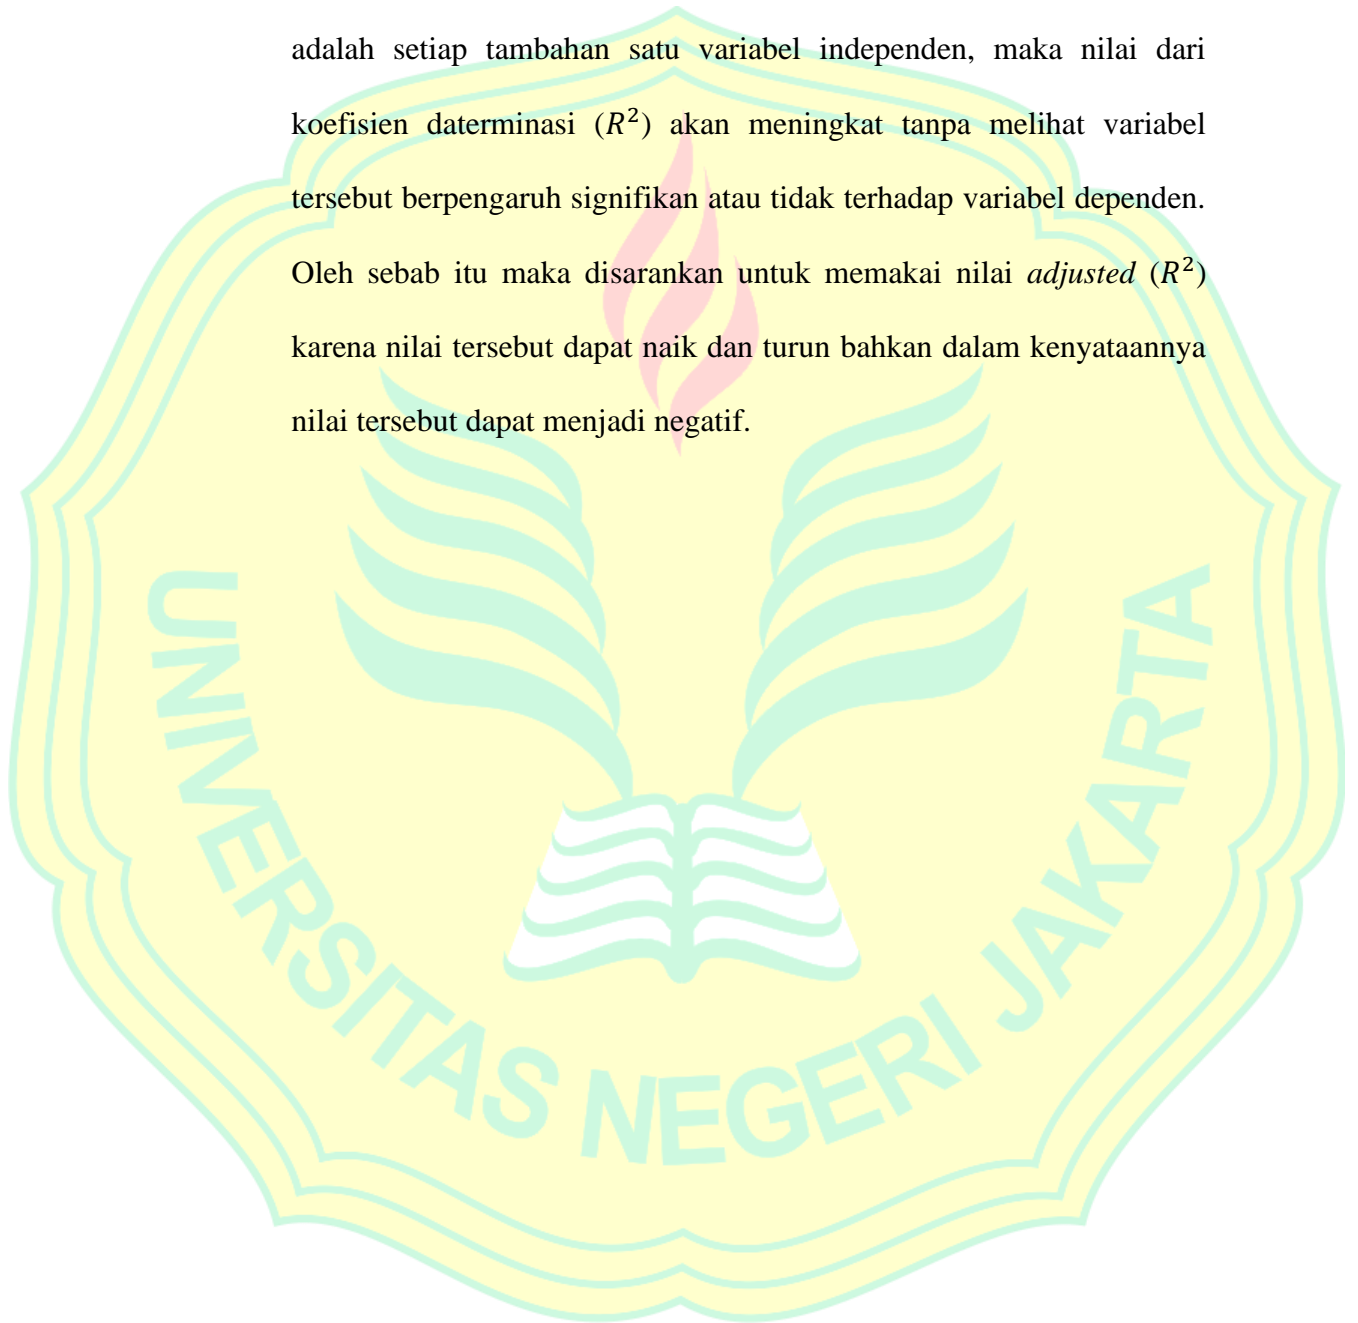 adalah setiap tambahan satu variabel independen, maka nilai dari
koefisien daterminasi (𝑅²) akan meningkat tanpa melihat variabel
tersebut berpengaruh signifikan atau tidak terhadap variabel dependen.
Oleh sebab itu maka disarankan untuk memakai nilai adjusted (𝑅²)
karena nilai tersebut dapat naik dan turun bahkan dalam kenyataannya
nilai tersebut dapat menjadi negatif.
UNIVERSITAS NEGERI JAKARTA